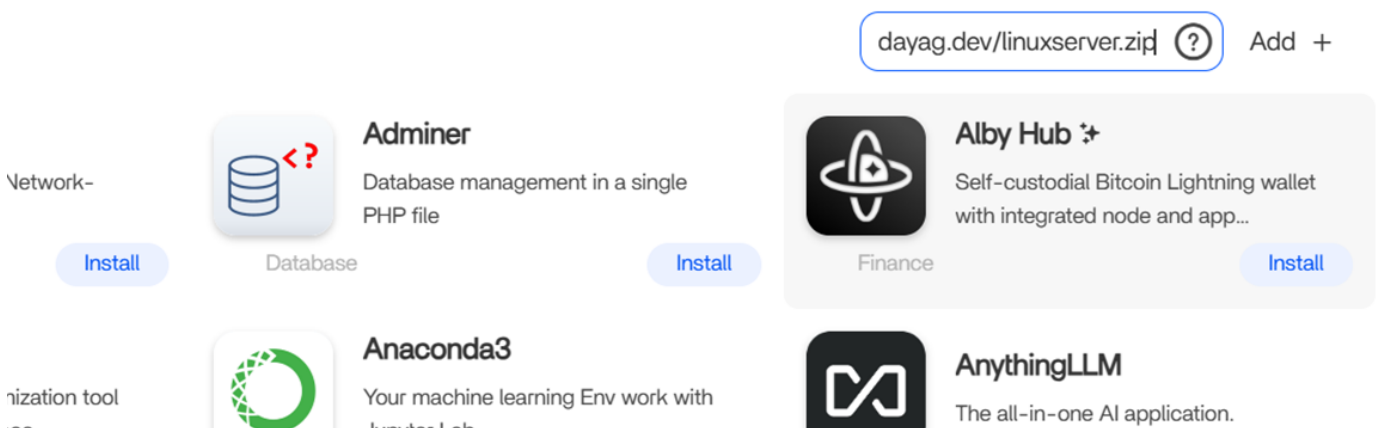 dayag.dev/linuxserver.zip ? Add +
Adminer
Database management in a single
PHP file
Database
Install
Alby Hub
Self-custodial Bitcoin Lightning wallet
with integrated node and app...
Finance
Install
Network-
Install
Anaconda3
Your machine learning Env work with
AnythingLLM
The all-in-one AI application.
tool